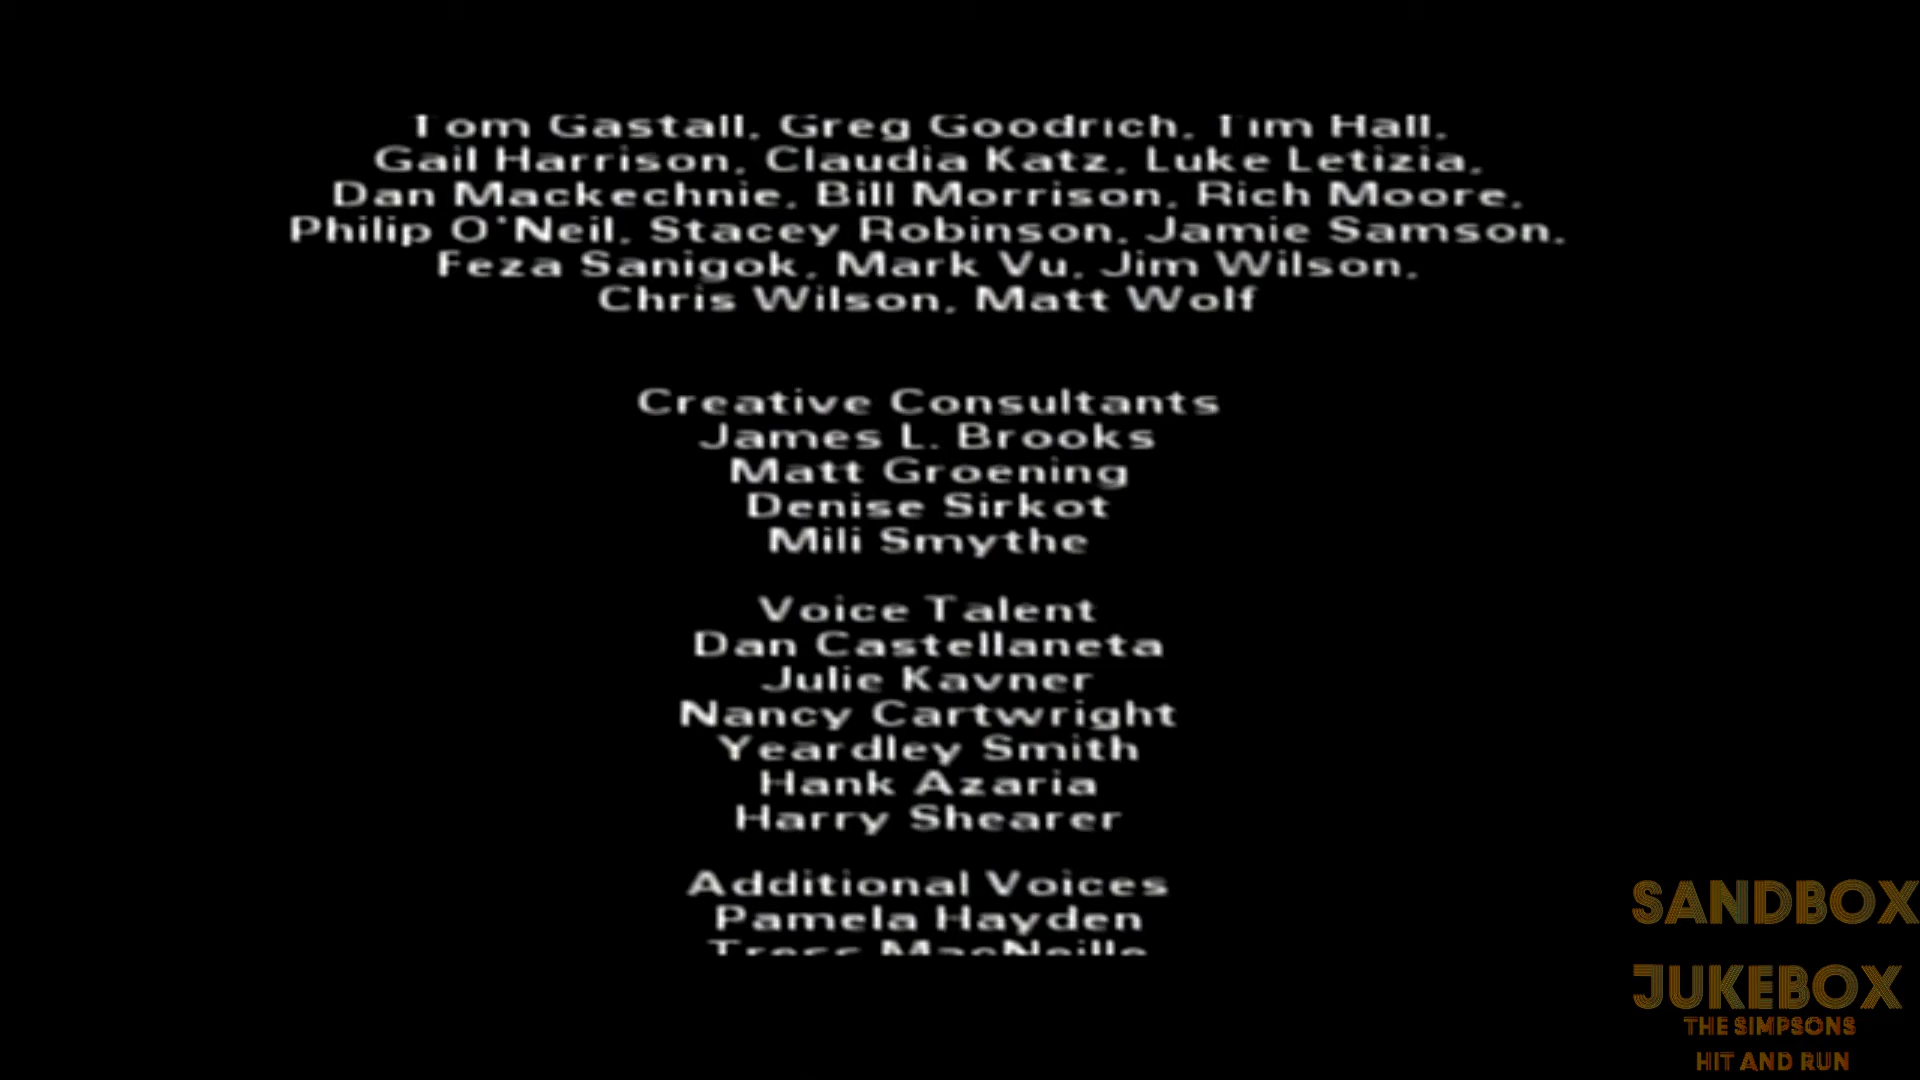 Tom Gastall, Greg Goodrich, Tim Hall,
Gail Harrison, Claudia Katz, Luke Letizia,
Dan Mackechnie, Bill Morrison, Rich Moore,
Philip O'Neil, Stacey Robinson, Jamie Samson,
Feza Sanigok, Mark Vu, Jim Wilson,
Chris Wilson, Matt Wolf
Creative Consultants
James L. Brooks
Matt Groening
Denise Sirkot
Mili Smythe
Voice Talent
Dan Castellaneta
Julie Kavner
Nancy Cartwright
Yeardley Smith
Hank Azaria
Harry Shearer
Additional Voices
Pamela Hayden
Tress MacNeille
SANDBOX
JUKEBOX
THE SIMPSONS
HIT AND RUN